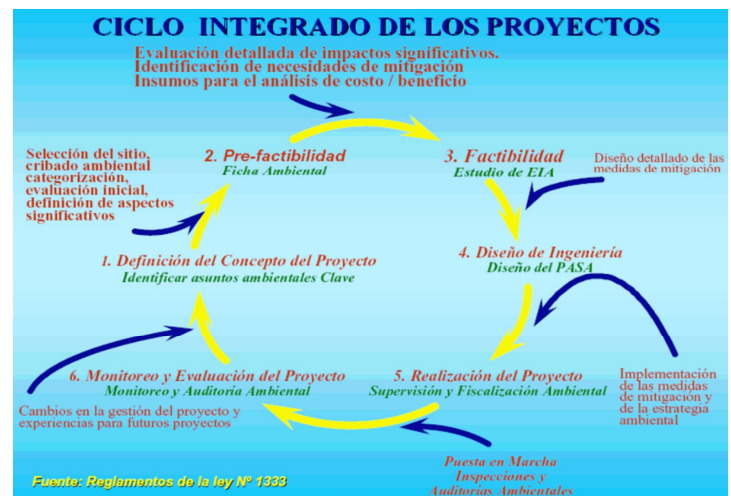 CICLO INTEGRADO DE LOS PROYECTOS
Evaluación detallada de impactos significativos.
Identificación de necesidades de mitigación
Insumos para el análisis de costo / beneficio
Selección del sitio,
cribado ambiental
categorización,
evaluación inicial,
definición de aspectos
significativos
2. Pre-factibilidad
Ficha Ambiental
3. Factibilidad
Estudio de EIA
Diseño detallado de las
medidas de mitigación
1. Definición del Concepto del Proyecto
Identificar asuntos ambientales Clave
4. Diseño de Ingeniería
Diseño del PASA
6. Monitoreo y Evaluación del Proyecto
Monitoreo y Auditoría Ambiental
5. Realización del Proyecto
Supervisión y Fiscalización Ambiental
Implementación
de las medidas
de mitigación y
de la estrategia
ambiental
Cambios en la gestión del proyecto y
experiencias para futuros proyectos
Puesta en Marcha
Inspecciones y
Auditorías Ambientales
Fuente: Reglamentos de la ley Nº 1333